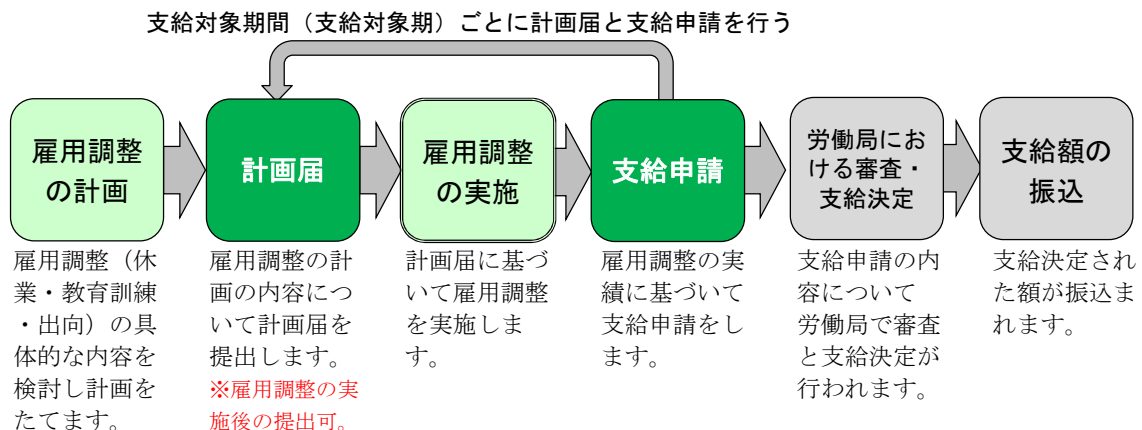 支給対象期間（支給対象期）ごとに計画届と支給申請を行う
雇用調整
の計画
計画届
雇用調整
の実施
支給申請
労働局にお
ける審査・
支給決定
支給額の
振込
雇用調整（休
業・教育訓練
・出向）の具
体的な内容を
検討し計画を
たてます。
雇用調整の計
画の内容につ
いて計画届を
提出します。
※雇用調整の実
施後の提出可。
計画届に基づ
いて雇用調整
を実施しま
す。
雇用調整の実
績に基づいて
支給申請をし
ます。
支給申請の内
容について
労働局で審査
と支給決定が
行われます。
支給決定され
た額が振込ま
れます。